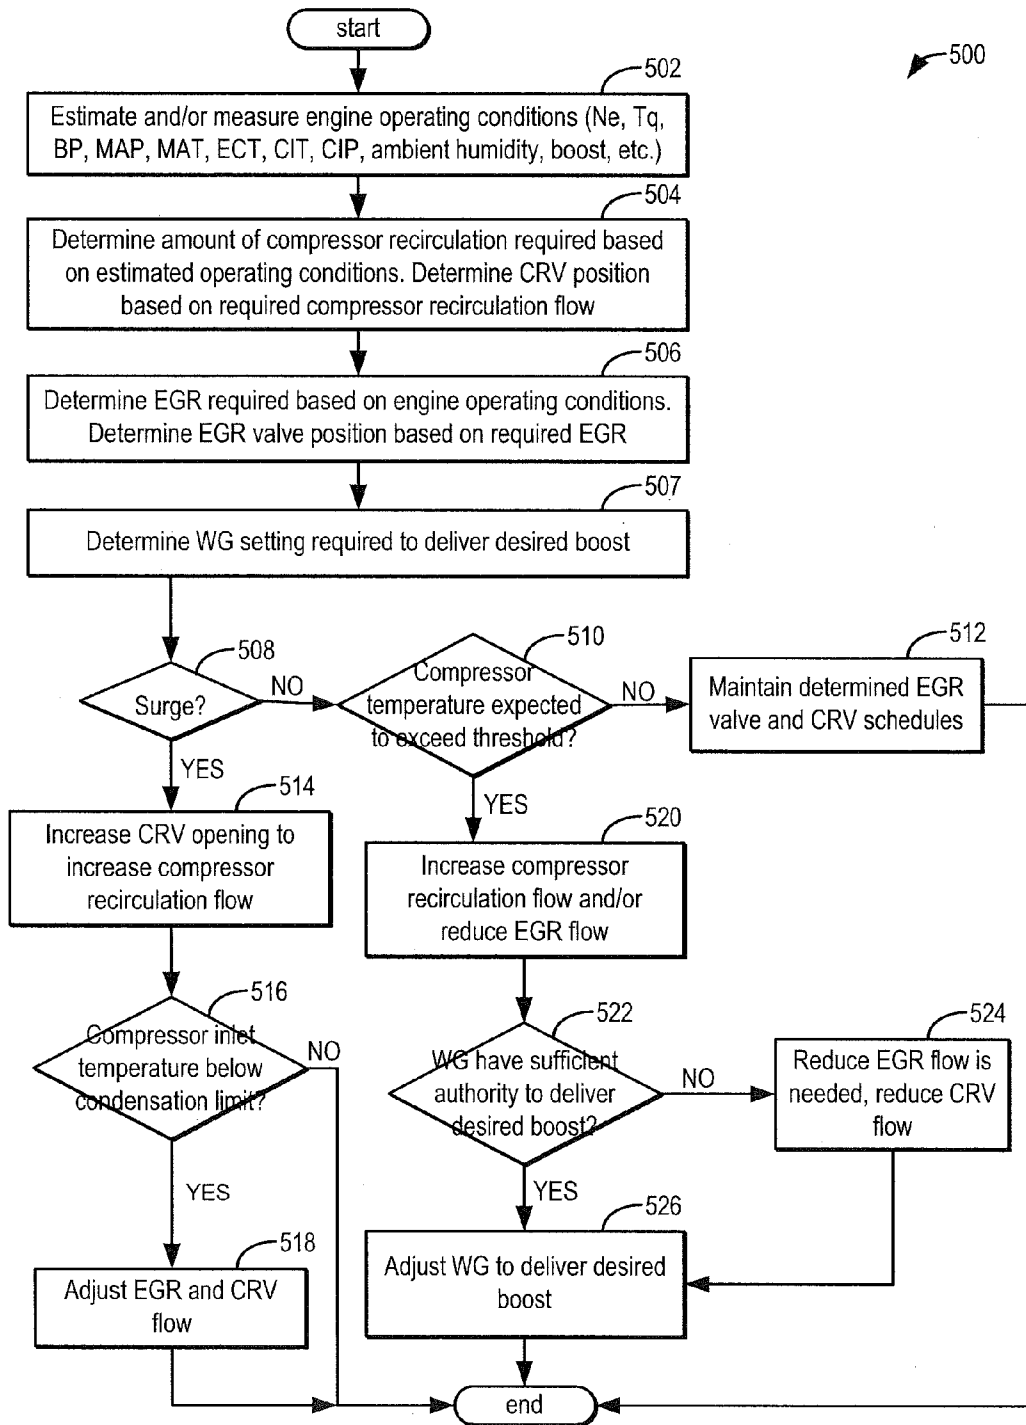 start
500
502
Estimate and/or measure engine operating conditions (Ne, Tq,
BP, MAP, MAT, ECT, CIT, CIP, ambient humidity, boost, etc.)
504
Determine amount of compressor recirculation required based
on estimated operating conditions. Determine CRV position
based on required compressor recirculation flow
506
Determine EGR required based on engine operating conditions.
Determine EGR valve position based on required EGR
507
Determine WG setting required to deliver desired boost
508
Surge?
NO
YES
510
Compressor
temperature expected
to exceed threshold?
NO
YES
512
Maintain determined EGR
valve and CRV schedules
514
Increase CRV opening to
increase compressor
recirculation flow
520
Increase compressor
recirculation flow and/or
reduce EGR flow
516
Compressor inlet
temperature below
condensation limit?
NO
YES
522
WG have sufficient
authority to deliver
desired boost?
NO
YES
524
Reduce EGR flow is
needed, reduce CRV
flow
518
Adjust EGR and CRV
flow
526
Adjust WG to deliver desired
boost
end